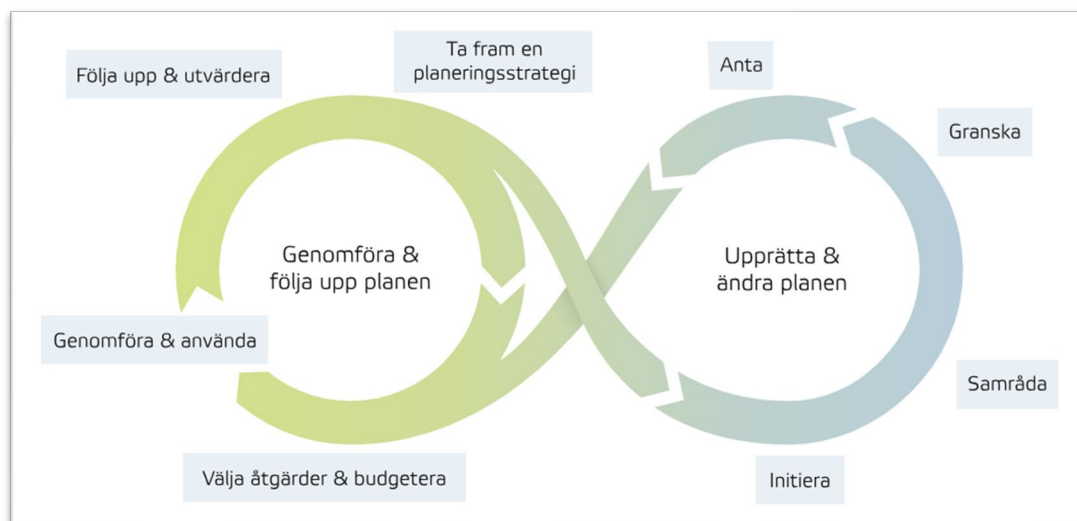 Följa upp & utvärdera
Ta fram en
planeringsstrategi
Anta
Granska
Genomföra &
följa upp planen
Upprätta &
ändra planen
Genomföra & använda
Samråda
Välja åtgärder & budgetera
Initiera